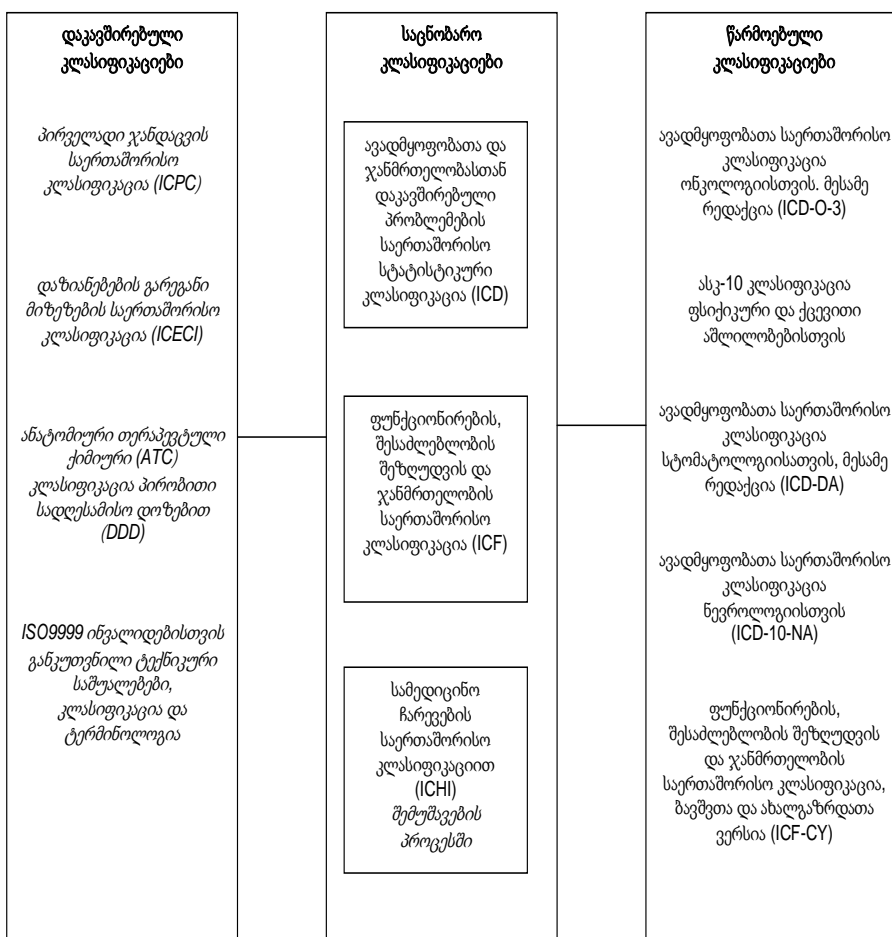 დაკავშირებული
კლასიფიკაციები
პირველადი ჯანდაცვის
საერთაშორისო
კლასიფიკაცია (ICPC)
დაზიანებების გარეგანი
მიზეზების საერთაშორისო
კლასიფიკაცია (ICECI)
ანატომიური თერაპევტული
ქიმიური (ATC)
კლასიფიკაცია პირობითი
სადღესამისო დოზებით
(DDD)
ISO9999 ინვალიდებისთვის
განკუთვნილი ტექნიკური
საშუალებები,
კლასიფიკაცია და
ტერმინოლოგია
საცნობარო
კლასიფიკაციები
ავადმყოფობათა და
ჯანმრთელობასთან
დაკავშირებული
პრობლემების
საერთაშორისო
სტატისტიკური
კლასიფიკაცია (ICD)
ფუნქციონირების,
შესაძლებლობის
შეზღუდვის და
ჯანმრთელობის
საერთაშორისო
კლასიფიკაცია (ICF)
სამედიცინო
ჩარევების
საერთაშორისო
კლასიფიკაციით
(ICHI)
შემუშავების
პროცესში
წარმოებული
კლასიფიკაციები
ავადმყოფობათა საერთაშორისო
კლასიფიკაცია
ონკოლოგიისთვის. მესამე
რედაქცია (ICD-O-3)
ასკ-10 კლასიფიკაცია
ფსიქიკური და ქცევითი
აშლილობებისთვის
ავადმყოფობათა საერთაშორისო
კლასიფიკაცია
სტომატოლოგიისათვის, მესამე
რედაქცია (ICD-DA)
ავადმყოფობათა საერთაშორისო
კლასიფიკაცია
ნევროლოგიისთვის
(ICD-10-NA)
ფუნქციონირების,
შესაძლებლობის შეზღუდვის
და ჯანმრთელობის
საერთაშორისო კლასიფიკაცია,
ბავშვთა და ახალგაზრდათა
ვერსია (ICF-CY)